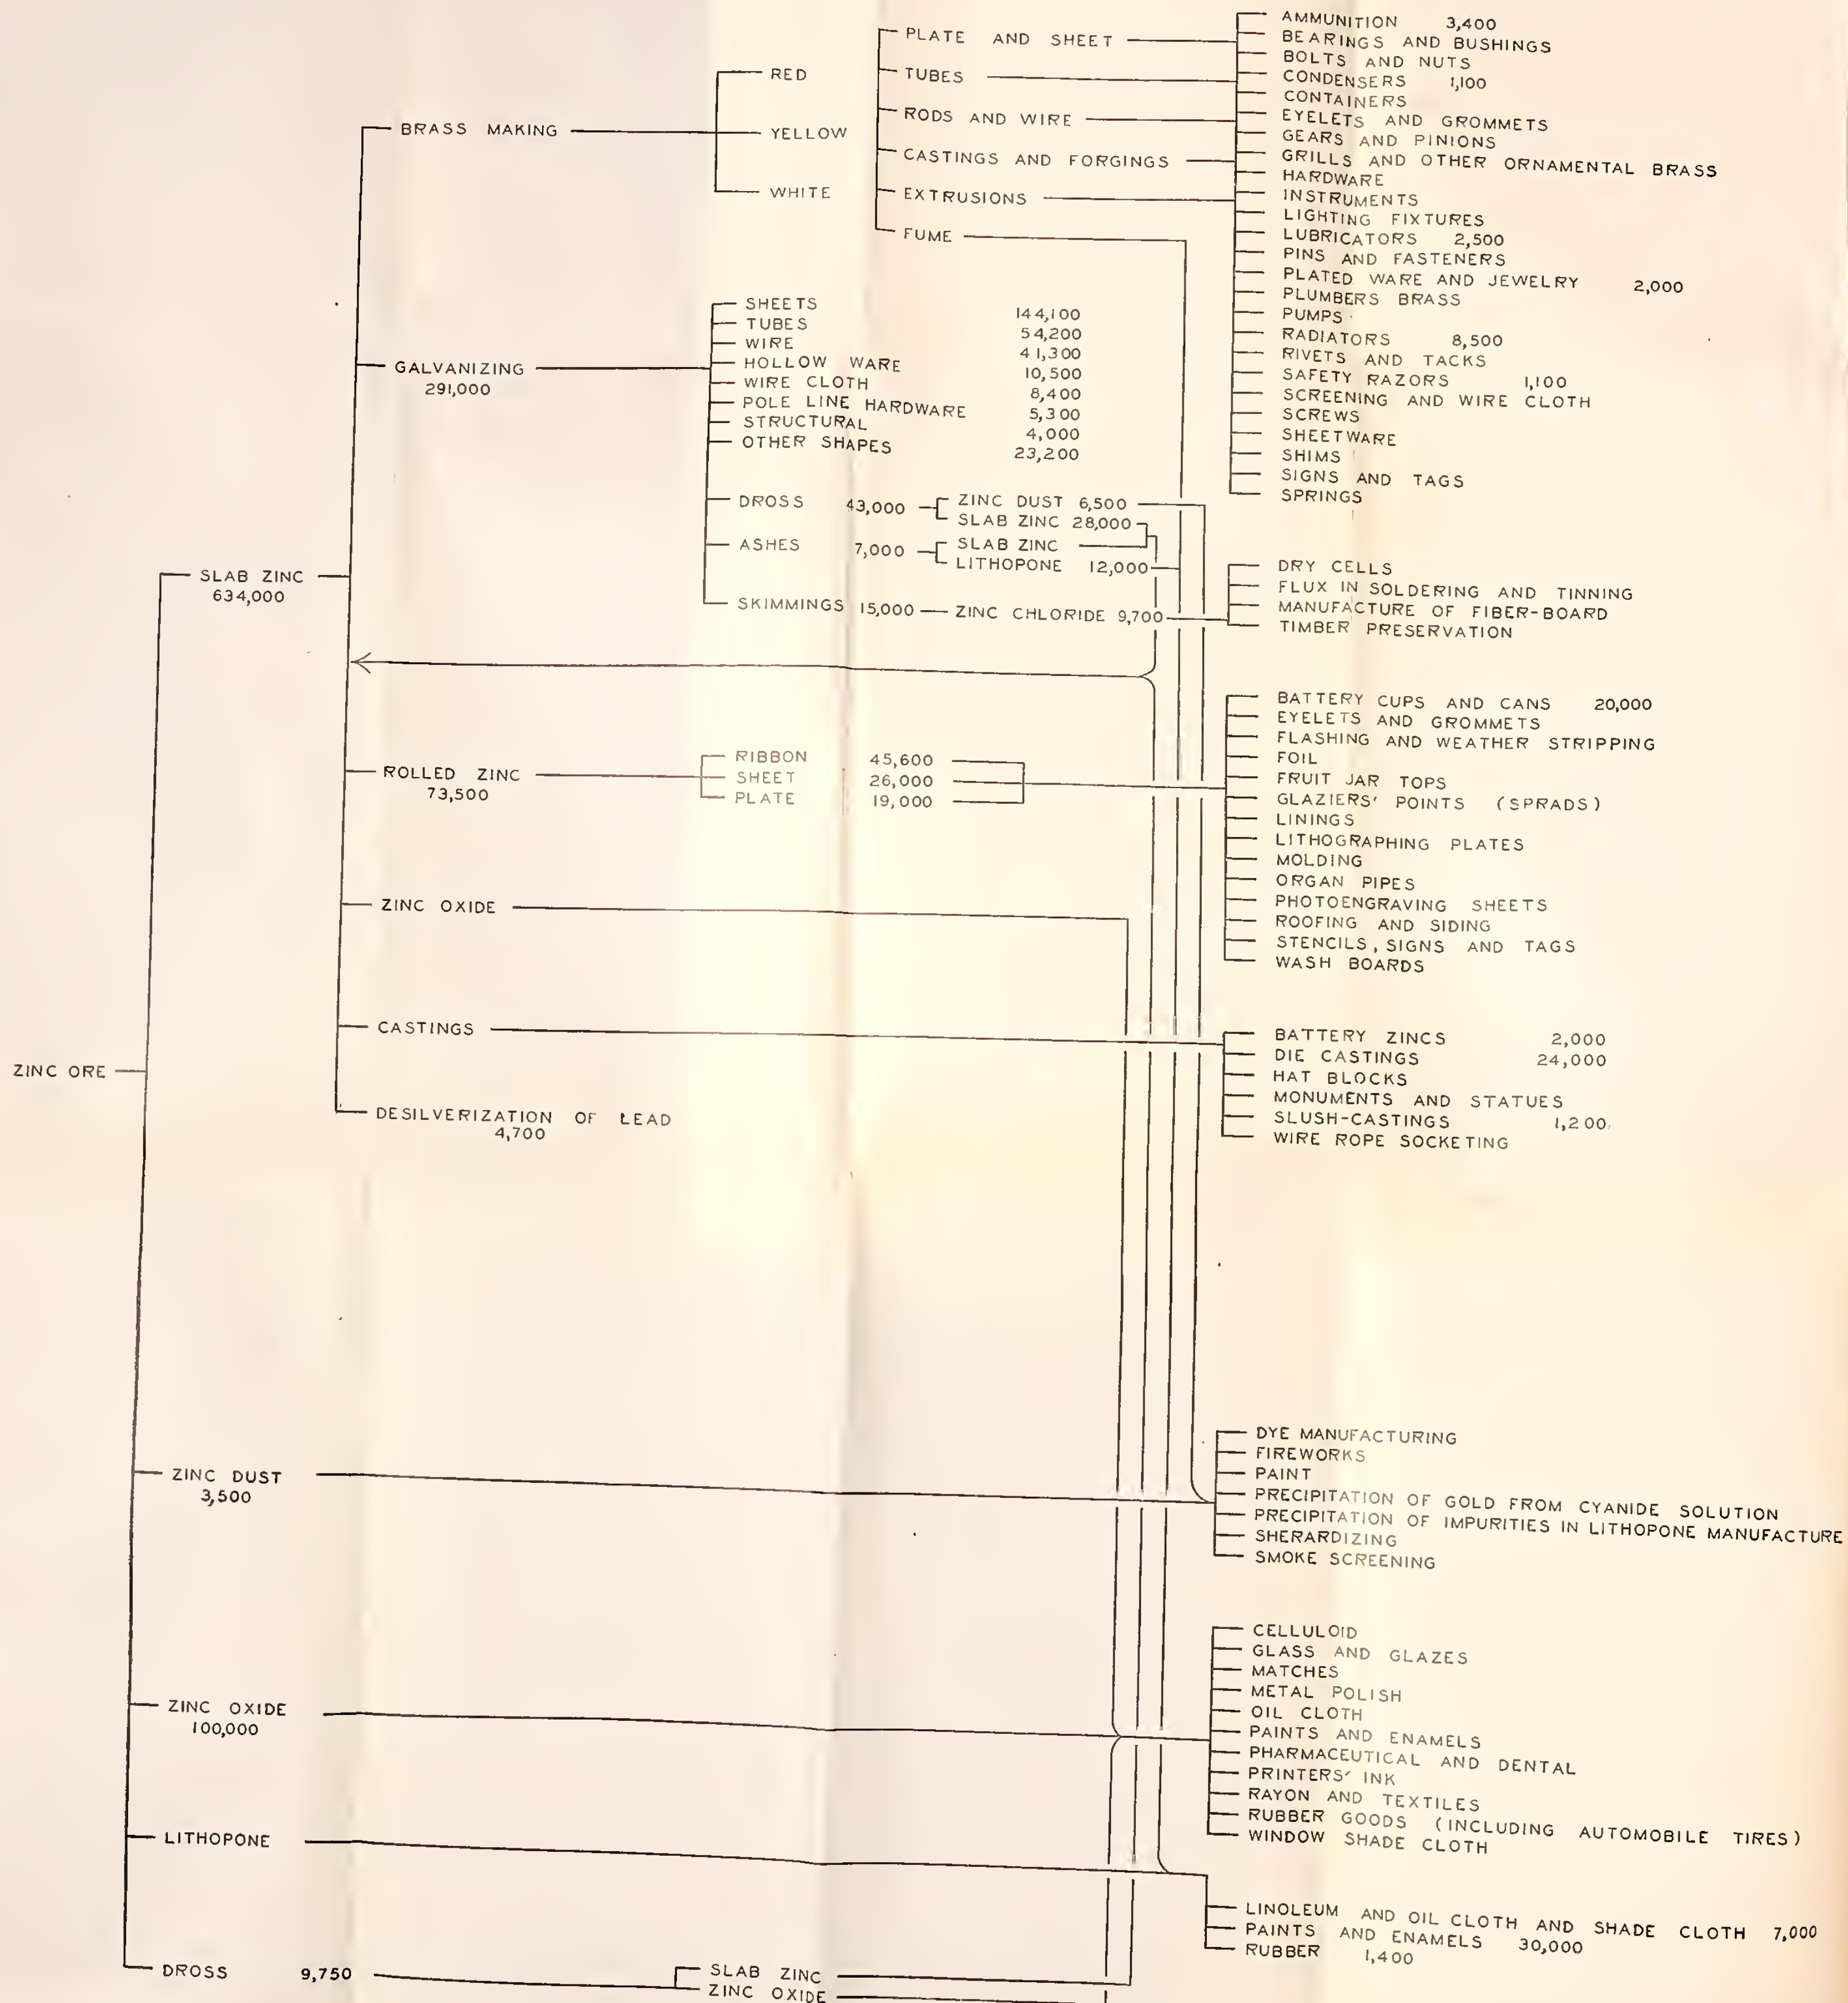 ZINC ORE
SLAB ZINC
634,000
BRASS MAKING
RED
YELLOW
WHITE
PLATE AND SHEET
TUBES
RODS AND WIRE
CASTINGS AND FORGINGS
EXTRUSIONS
FUME
AMMUNITION 3,400
BEARINGS AND BUSHINGS
BOLTS AND NUTS
CONDENSERS 1,100
CONTAINERS
EYELETS AND GROMMETS
GEARS AND PINIONS
GRILLS AND OTHER ORNAMENTAL BRASS
HARDWARE
INSTRUMENTS
LIGHTING FIXTURES
LUBRICATORS 2,500
PINS AND FASTENERS
PLATED WARE AND JEWELRY 2,000
PLUMBERS BRASS
PUMPS
RADIATORS 8,500
RIVETS AND TACKS
SAFETY RAZORS 1,100
SCREENING AND WIRE CLOTH
SCREWS
SHEETWARE
SHIMS
SIGNS AND TAGS
SPRINGS
GALVANIZING
291,000
SHEETS 144,100
TUBES 54,200
WIRE 41,300
HOLLOW WARE 10,500
WIRE CLOTH 8,400
POLE LINE HARDWARE 5,300
STRUCTURAL 4,000
OTHER SHAPES 23,200
DROSS 43,000
ZINC DUST 6,500
SLAB ZINC 28,000
ASHES 7,000
SLAB ZINC
LITHOPONE 12,000
SKIMMINGS 15,000 ZINC CHLORIDE 9,700
DRY CELLS
FLUX IN SOLDERING AND TINNING
MANUFACTURE OF FIBER-BOARD
TIMBER PRESERVATION
ROLLED ZINC
73,500
RIBBON 45,600
SHEET 26,000
PLATE 19,000
BATTERY CUPS AND CANS 20,000
EYELETS AND GROMMETS
FLASHING AND WEATHER STRIPPING
FOIL
FRUIT JAR TOPS
GLAZIERS' POINTS (SPRADS)
LININGS
LITHOGRAPHING PLATES
MOLDING
ORGAN PIPES
PHOTOENGRAVING SHEETS
ROOFING AND SIDING
STENCILS, SIGNS AND TAGS
WASH BOARDS
ZINC OXIDE
CASTINGS
BATTERY ZINCS 2,000
DIE CASTINGS 24,000
HAT BLOCKS
MONUMENTS AND STATUES
SLUSH-CASTINGS 1,200
WIRE ROPE SOCKETING
DESILVERIZATION OF LEAD
4,700
ZINC DUST
3,500
DYE MANUFACTURING
FIREWORKS
PAINT
PRECIPITATION OF GOLD FROM CYANIDE SOLUTION
PRECIPITATION OF IMPURITIES IN LITHOPONE MANUFACTURE
SHERARDIZING
SMOKE SCREENING
ZINC OXIDE
100,000
CELLULOID
GLASS AND GLAZES
MATCHES
METAL POLISH
OIL CLOTH
PAINTS AND ENAMELS
PHARMACEUTICAL AND DENTAL
PRINTERS' INK
RAYON AND TEXTILES
RUBBER GOODS (INCLUDING AUTOMOBILE TIRES)
WINDOW SHADE CLOTH
LITHOPONE
LINOLEUM AND OIL CLOTH AND SHADE CLOTH 7,000
PAINTS AND ENAMELS 30,000
RUBBER 1,400
DROSS 9,750
SLAB ZINC
ZINC OXIDE